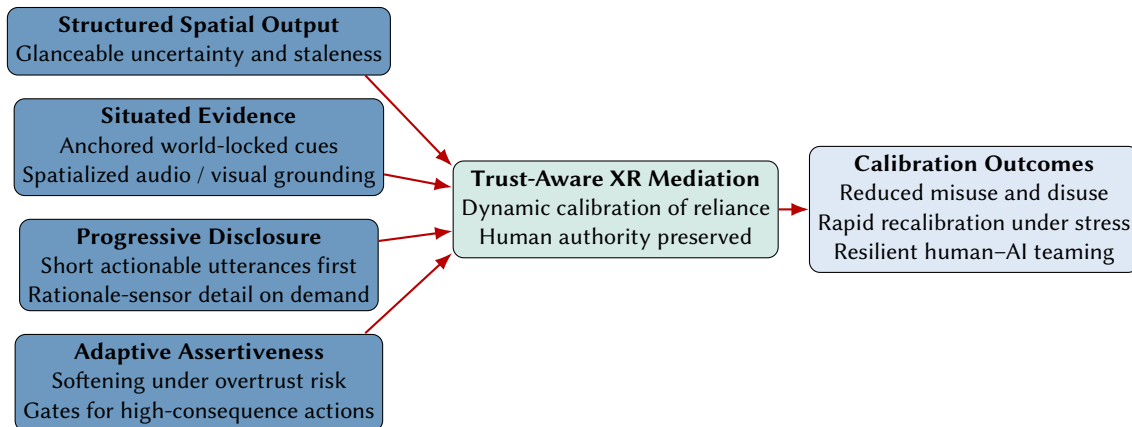 Structured Spatial Output
Glanceable uncertainty and staleness
Situated Evidence
Anchored world-locked cues
Spatialized audio / visual grounding
Progressive Disclosure
Short actionable utterances first
Rationale-sensor detail on demand
Adaptive Assertiveness
Softening under overtrust risk
Gates for high-consequence actions
Trust-Aware XR Mediation
Dynamic calibration of reliance
Human authority preserved
Calibration Outcomes
Reduced misuse and disuse
Rapid recalibration under stress
Resilient human–AI teaming